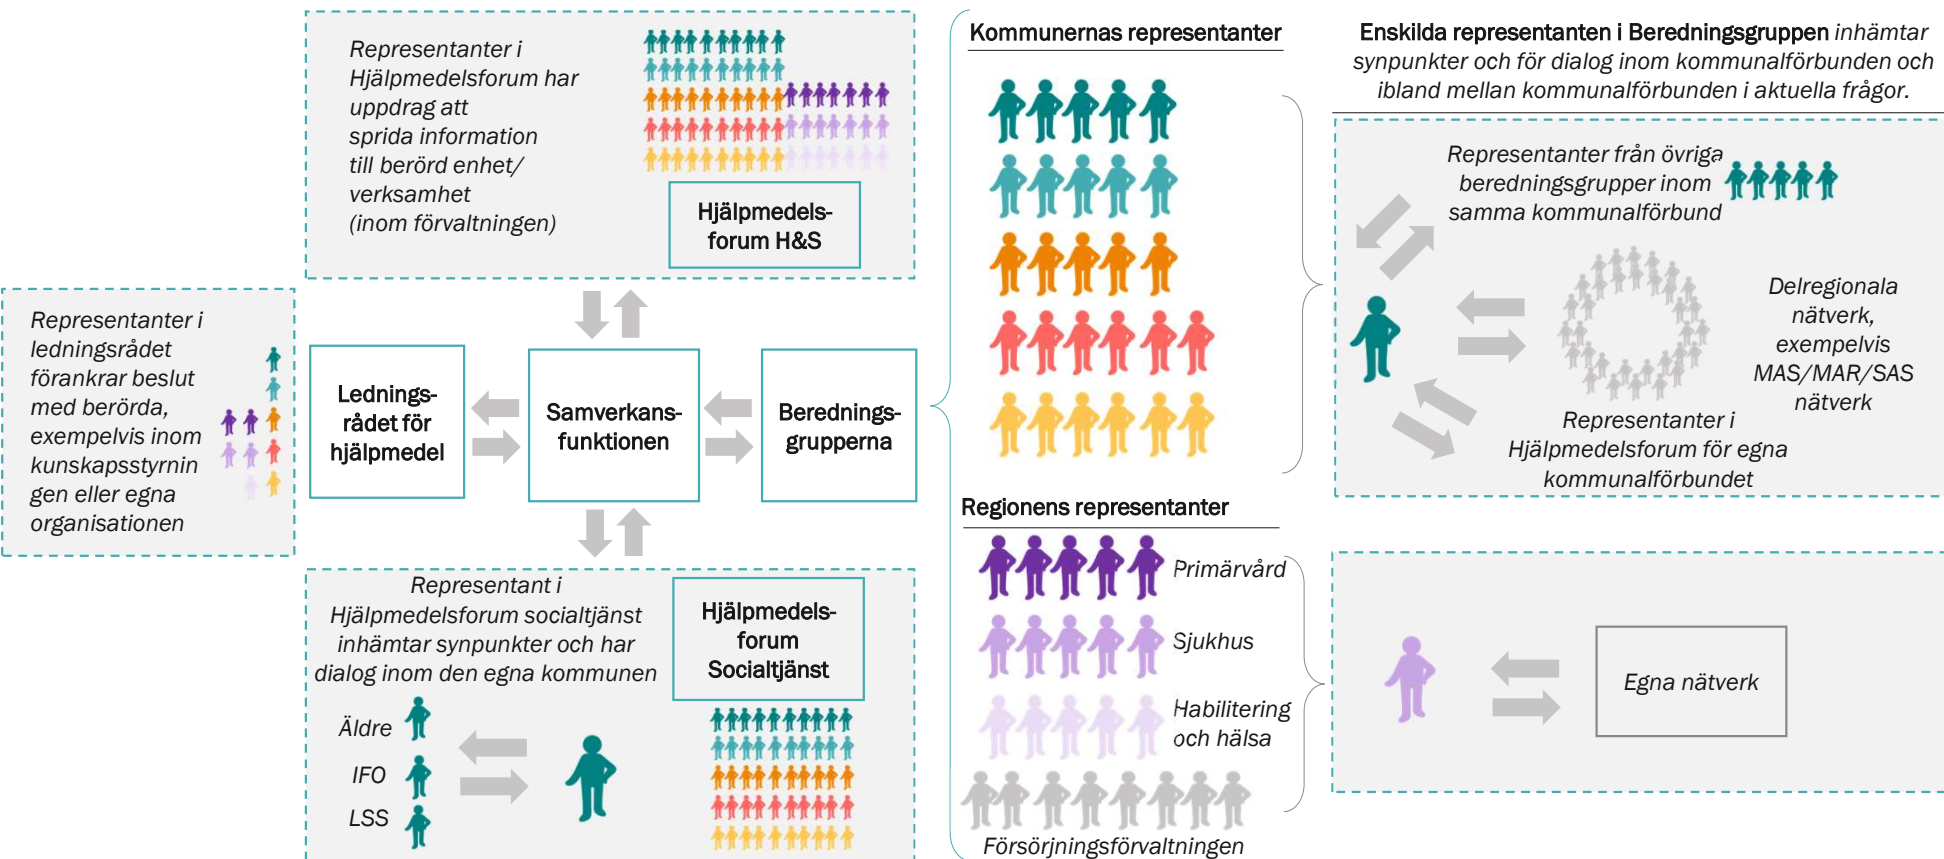 Representanter i
Hjälpmedelsforum har
uppdrag att
sprida information
till berörd enhet/
verksamhet
(inom förvaltningen)
Hjälpmedels-
forum H&S
Representanter i
ledningsrådet
förankrar beslut
med berörda,
exempelvis inom
kunskapsstyrnin
gen eller egna
organisationen
Lednings-
rådet för
hjälpmedel
Samverkans-
funktionen
Berednings-
grupperna
Representant i
Hjälpmedelsforum socialtjänst
inhämtar synpunkter och har
dialog inom den egna kommunen
Hjälpmedels-
forum
Socialtjänst
Äldre
IFO
LSS
Kommunernas representanter
Regionens representanter
Primärvård
Sjukhus
Habilitering
och hälsa
Försörjningsförvaltningen
Enskilda representanten i Beredningsgruppen inhämtar
synpunkter och för dialog inom kommunalförbunden och
ibland mellan kommunalförbunden i aktuella frågor.
Representanter från övriga
beredningsgrupper inom
samma kommunalförbund
Delregionala
nätverk,
exempelvis
MAS/MAR/SAS
nätverk
Representanter i
Hjälpmedelsforum för egna
kommunalförbundet
Egna nätverk